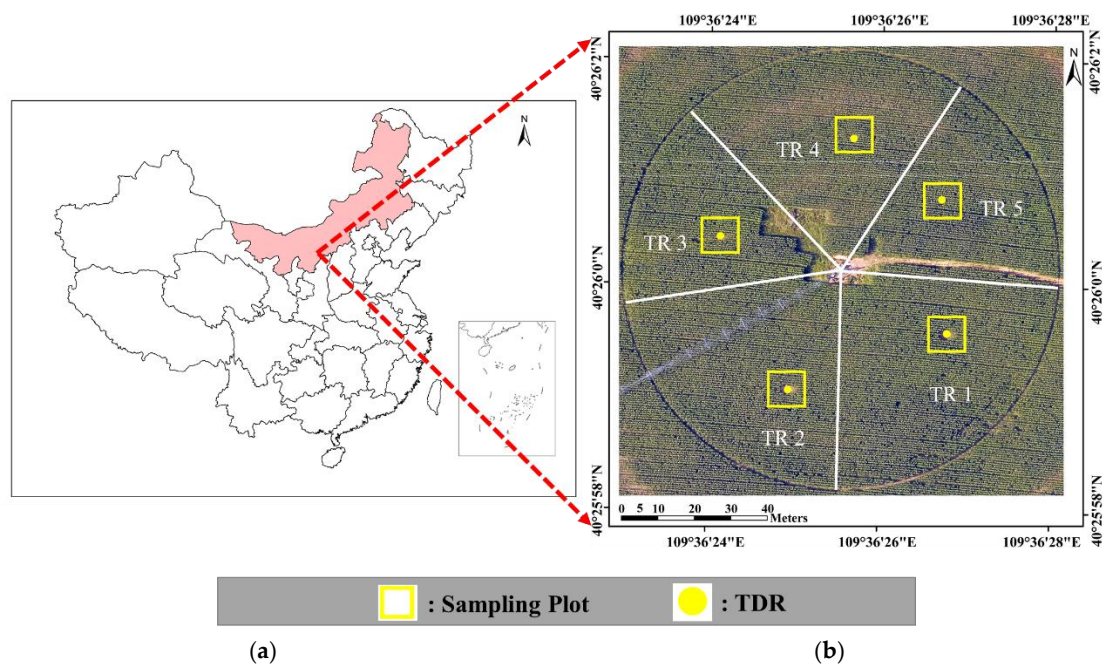 109°36'24"E 109°36'26"E 109°36'28"E
40°26'2"N 40°26'2"N
N
N
TR 4
TR 5
TR 3
40°26'0"N 40°26'0"N
TR 1
TR 2
40°25'58"N 40°25'58"N
0 5 10 20 30 40
Meters
109°36'24"E 109°36'26"E 109°36'28"E
: Sampling Plot : TDR
(a) (b)